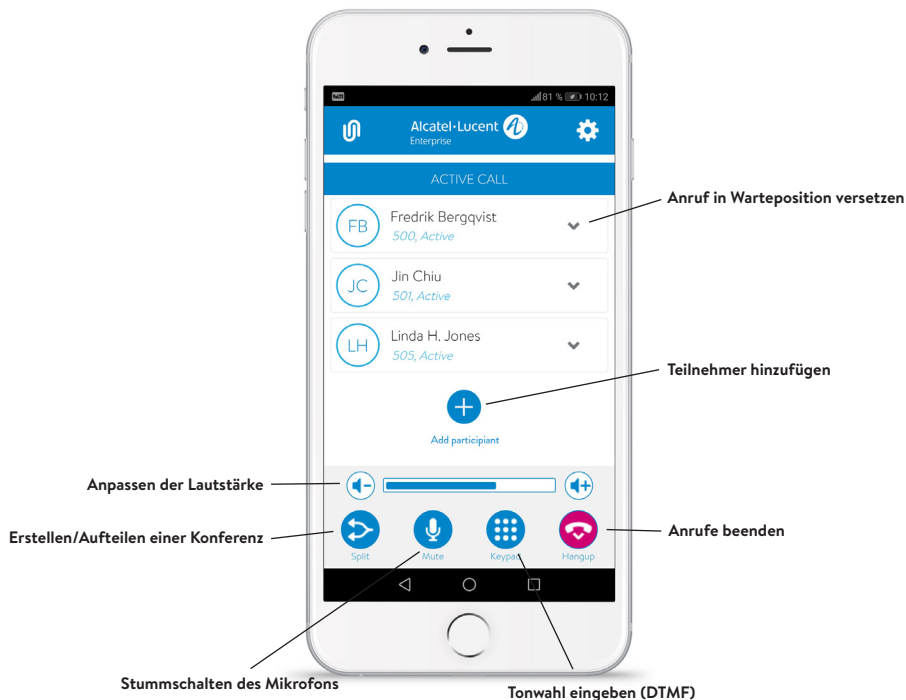 81 % 10:12
Alcatel·Lucent
Enterprise
ACTIVE CALL
Anruf in Warteposition versetzen
FB
Fredrik Bergqvist
500, Active
JC
Jin Chiu
501, Active
LH
Linda H. Jones
505, Active
Teilnehmer hinzufügen
Add participiant
Anpassen der Lautstärke
Erstellen/Aufteilen einer Konferenz
Anrufe beenden
Split
Mute
Keypad
Hangup
Stummschalten des Mikrofons
Tonwahl eingeben (DTMF)